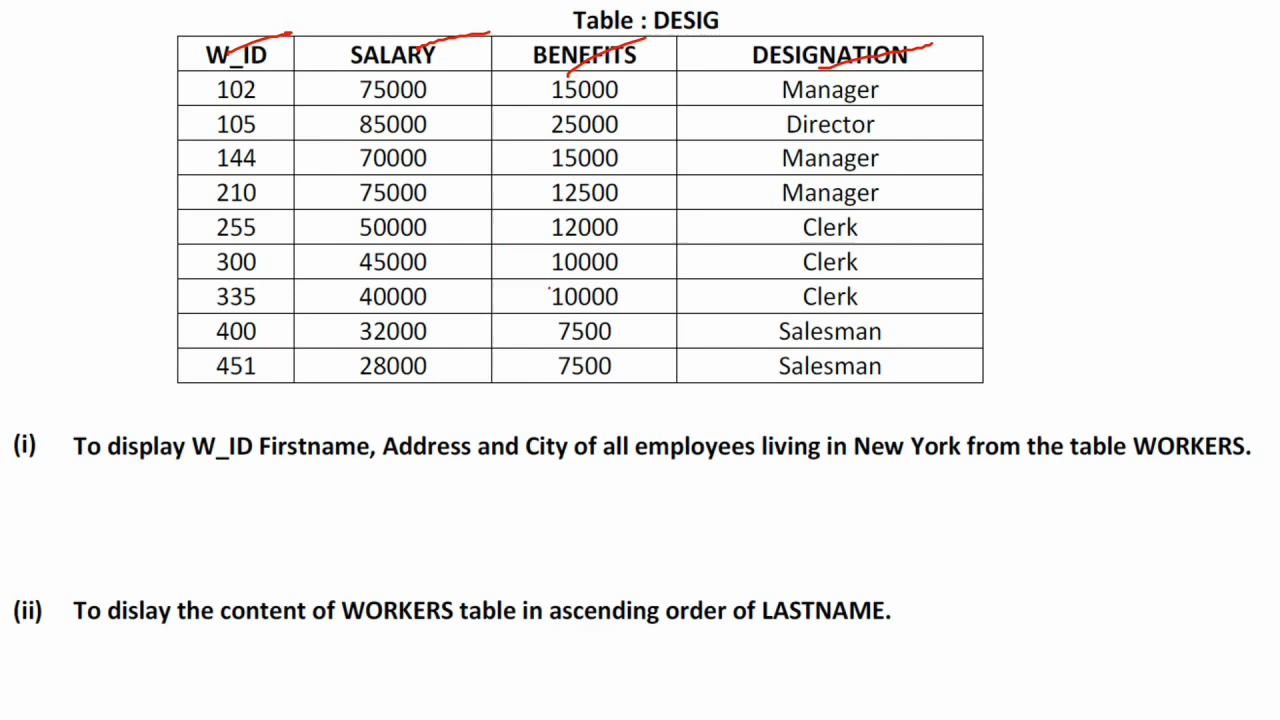 Table : DESIG
W_ID SALARY BENEFITS DESIGNATION
102 75000 15000 Manager
105 85000 25000 Director
144 70000 15000 Manager
210 75000 12500 Manager
255 50000 12000 Clerk
300 45000 10000 Clerk
335 40000 10000 Clerk
400 32000 7500 Salesman
451 28000 7500 Salesman
(i) To display W_ID Firstname, Address and City of all employees living in New York from the table WORKERS.
(ii) To dislay the content of WORKERS table in ascending order of LASTNAME.